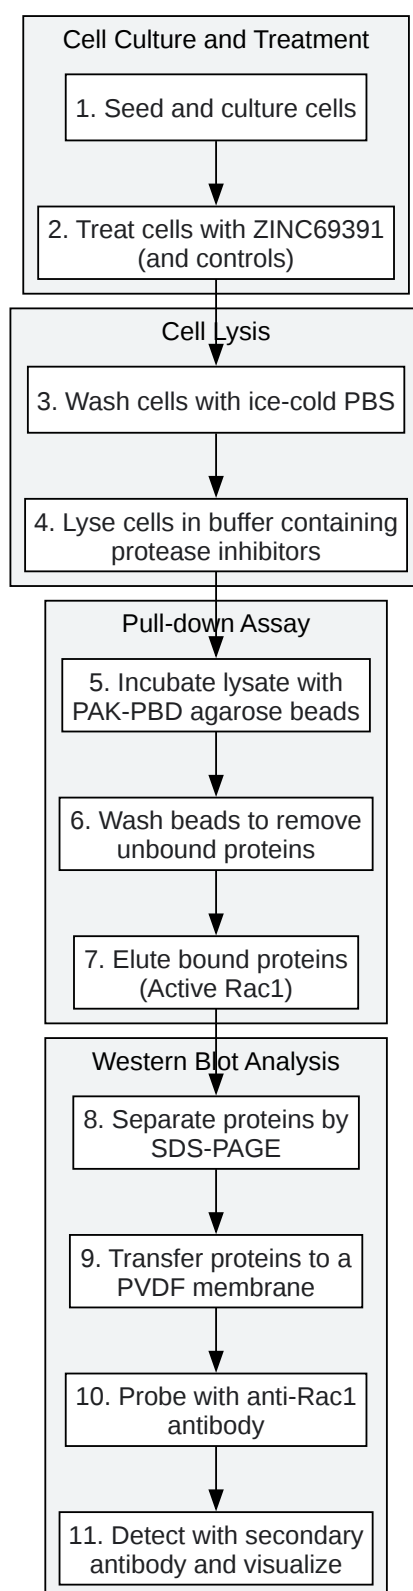 Cell Culture and Treatment
1. Seed and culture cells
2. Treat cells with ZINC69391
(and controls)
Cell Lysis
3. Wash cells with ice-cold PBS
4. Lyse cells in buffer containing
protease inhibitors
Pull-down Assay
5. Incubate lysate with
PAK-PBD agarose beads
6. Wash beads to remove
unbound proteins
7. Elute bound proteins
(Active Rac1)
Western Blot Analysis
8. Separate proteins by
SDS-PAGE
9. Transfer proteins to a
PVDF membrane
10. Probe with anti-Rac1
antibody
11. Detect with secondary
antibody and visualize